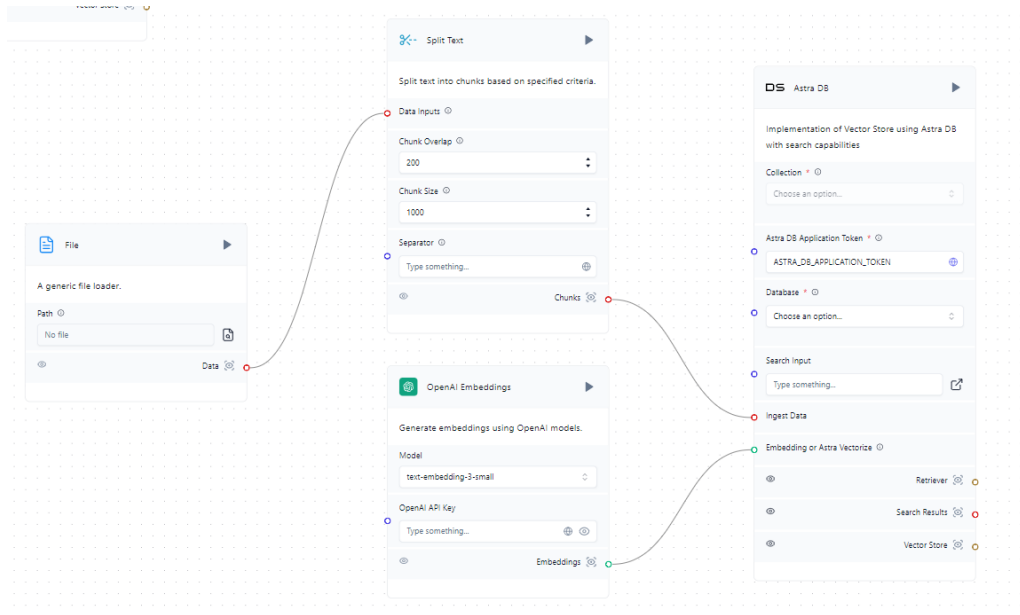 Vector Store
Split Text
Split text into chunks based on specified criteria.
Data Inputs
Chunk Overlap
200
Chunk Size
1000
Separator
Type something...
Chunks
File
A generic file loader.
Path
No file
Data
OpenAI Embeddings
Generate embeddings using OpenAI models.
Model
text-embedding-3-small
OpenAI API Key
Type something...
Embeddings
DS Astra DB
Implementation of Vector Store using Astra DB
with search capabilities
Collection *
Choose an option...
Astra DB Application Token *
ASTRA_DB_APPLICATION_TOKEN
Database *
Choose an option...
Search Input
Type something...
Ingest Data
Embedding or Astra Vectorize
Retriever
Search Results
Vector Store